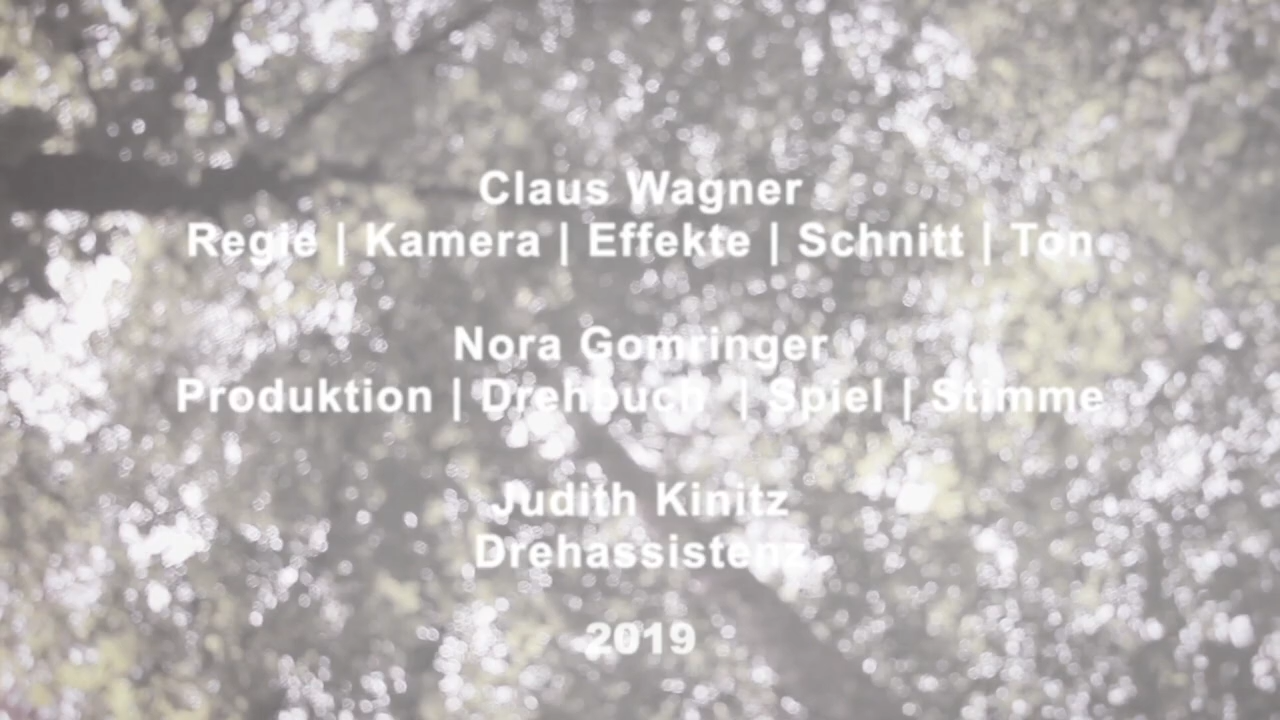 Claus Wagner
Regie | Kamera | Effekte | Schnitt | Ton
Nora Gomringer
Produktion | Drehbuch | Spiel | Stimme
Judith Kinitz
Drehassistenz
2019